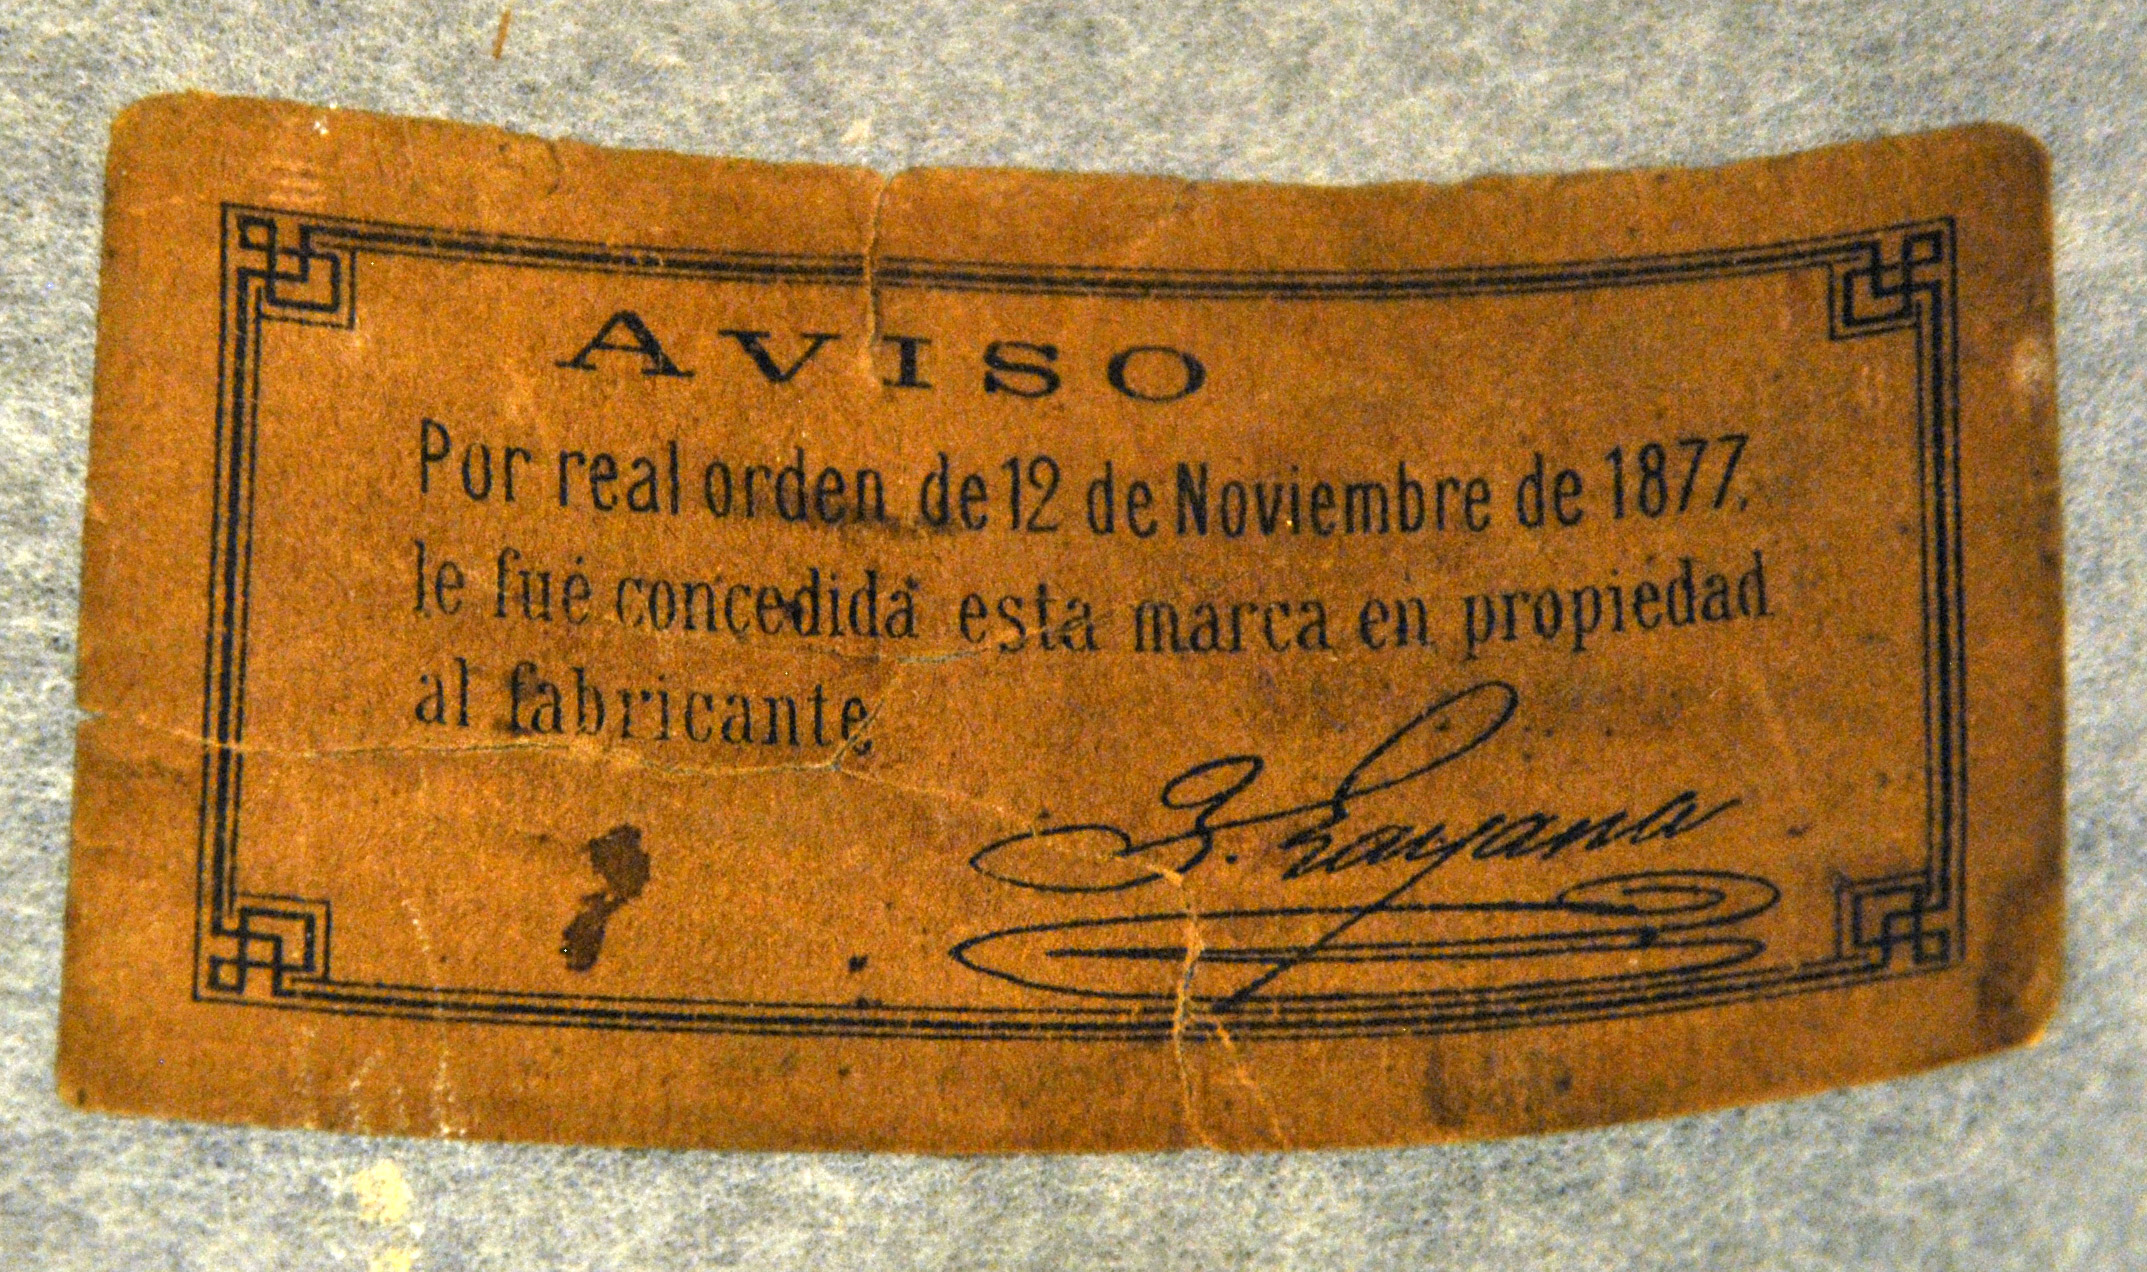 AVISO
Por real orden de 12 de Noviembre de 1877,
le fué concedida esta marca en propiedad
al fabricante